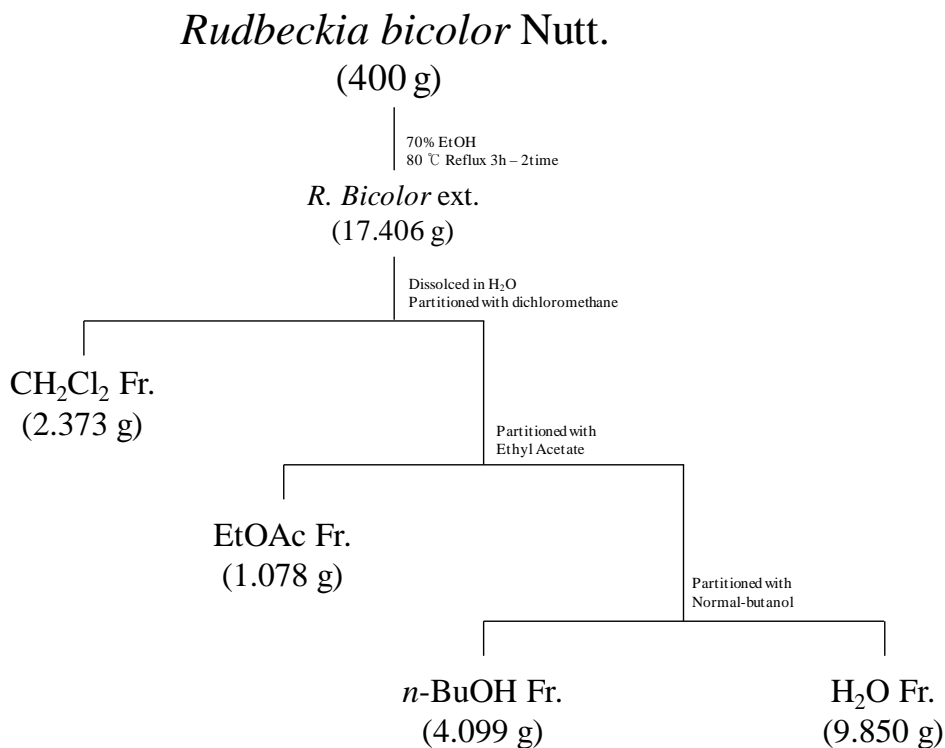 Rudbeckia bicolor Nutt.
(400 g)
70% EtOH
80 ℃ Reflux 3h – 2time
R. Bicolor ext.
(17.406 g)
Dissolced in H₂O
Partitioned with dichloromethane
CH₂Cl₂ Fr.
(2.373 g)
Partitioned with
Ethyl Acetate
EtOAc Fr.
(1.078 g)
Partitioned with
Normal-butanol
n-BuOH Fr.
(4.099 g)
H₂O Fr.
(9.850 g)